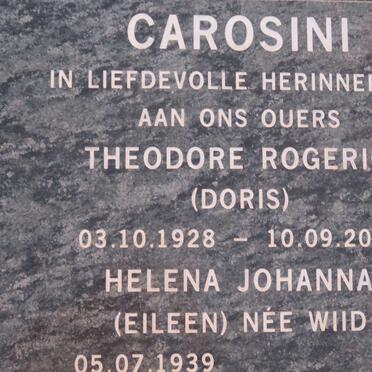 CAROSINI
IN LIEFDEVOLLE HERINNE
AAN ONS OUERS
THEODORE ROGERI
(DORIS)
03.10.1928 – 10.09.20
HELENA JOHANNA
(EILEEN) NÉE WIID
05.07.1939